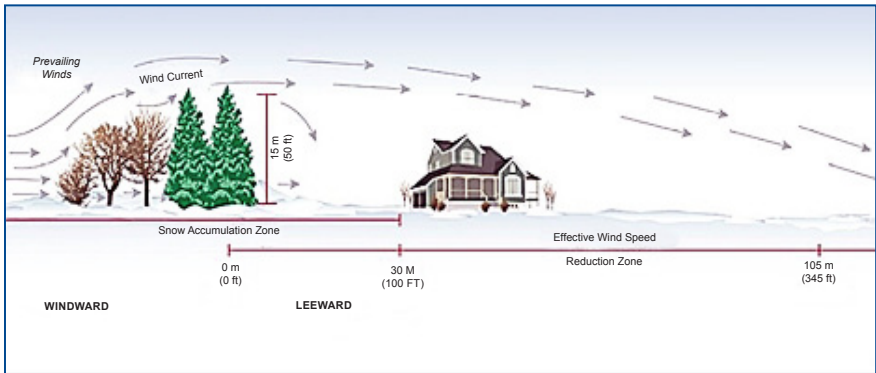 Prevailing
Winds
Wind Current
15 m
(50 ft)
Snow Accumulation Zone
Effective Wind Speed
Reduction Zone
0 m
(0 ft)
30 M
(100 FT)
105 m
(345 ft)
WINDWARD
LEEWARD